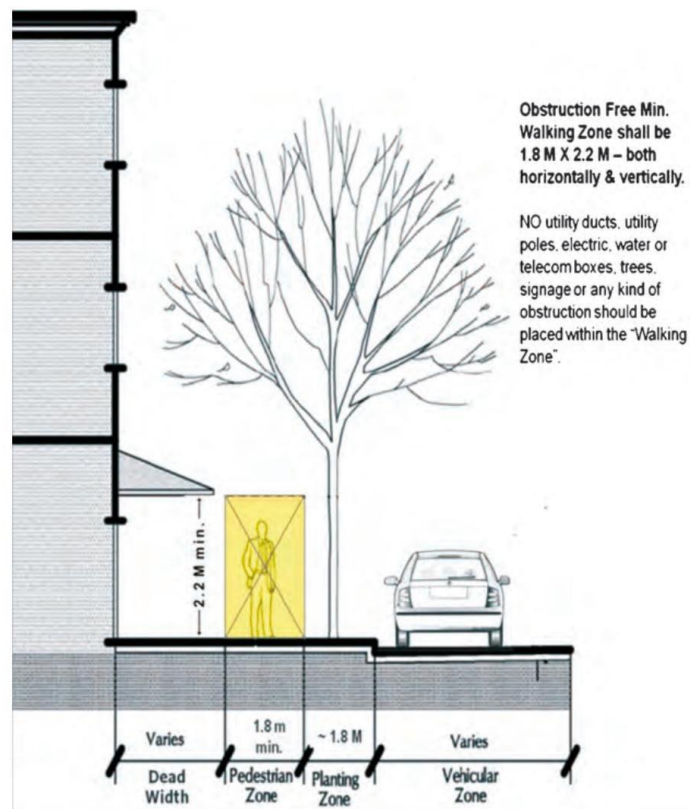 Obstruction Free Min.
Walking Zone shall be
1.8 M X 2.2 M – both
horizontally & vertically.
NO utility ducts, utility
poles, electric, water or
telecom boxes, trees,
signage or any kind of
obstruction should be
placed within the "Walking
Zone".
2.2 M min.
Varies
1.8 m
min.
~ 1.8 M
Varies
Dead
Width
Pedestrian
Zone
Planting
Zone
Vehicular
Zone